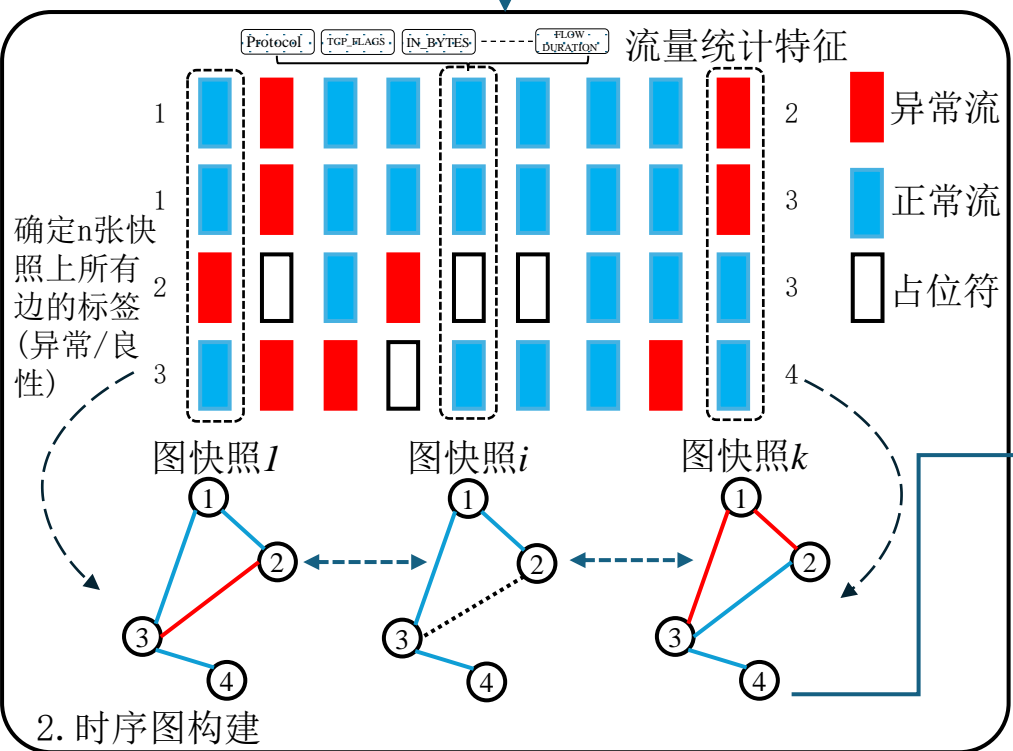 Protocol TGP_FLAGS IN_BYTES FLOW
DURATION 流量统计特征
1 2 异常流
1 3 正常流
确定n张快
照上所有
边的标签
(异常/良
性)
2 3 占位符
3 4
图快照1 图快照i 图快照k
1 1 1
2 2 2
3 3 3
4 4 4
2.时序图构建